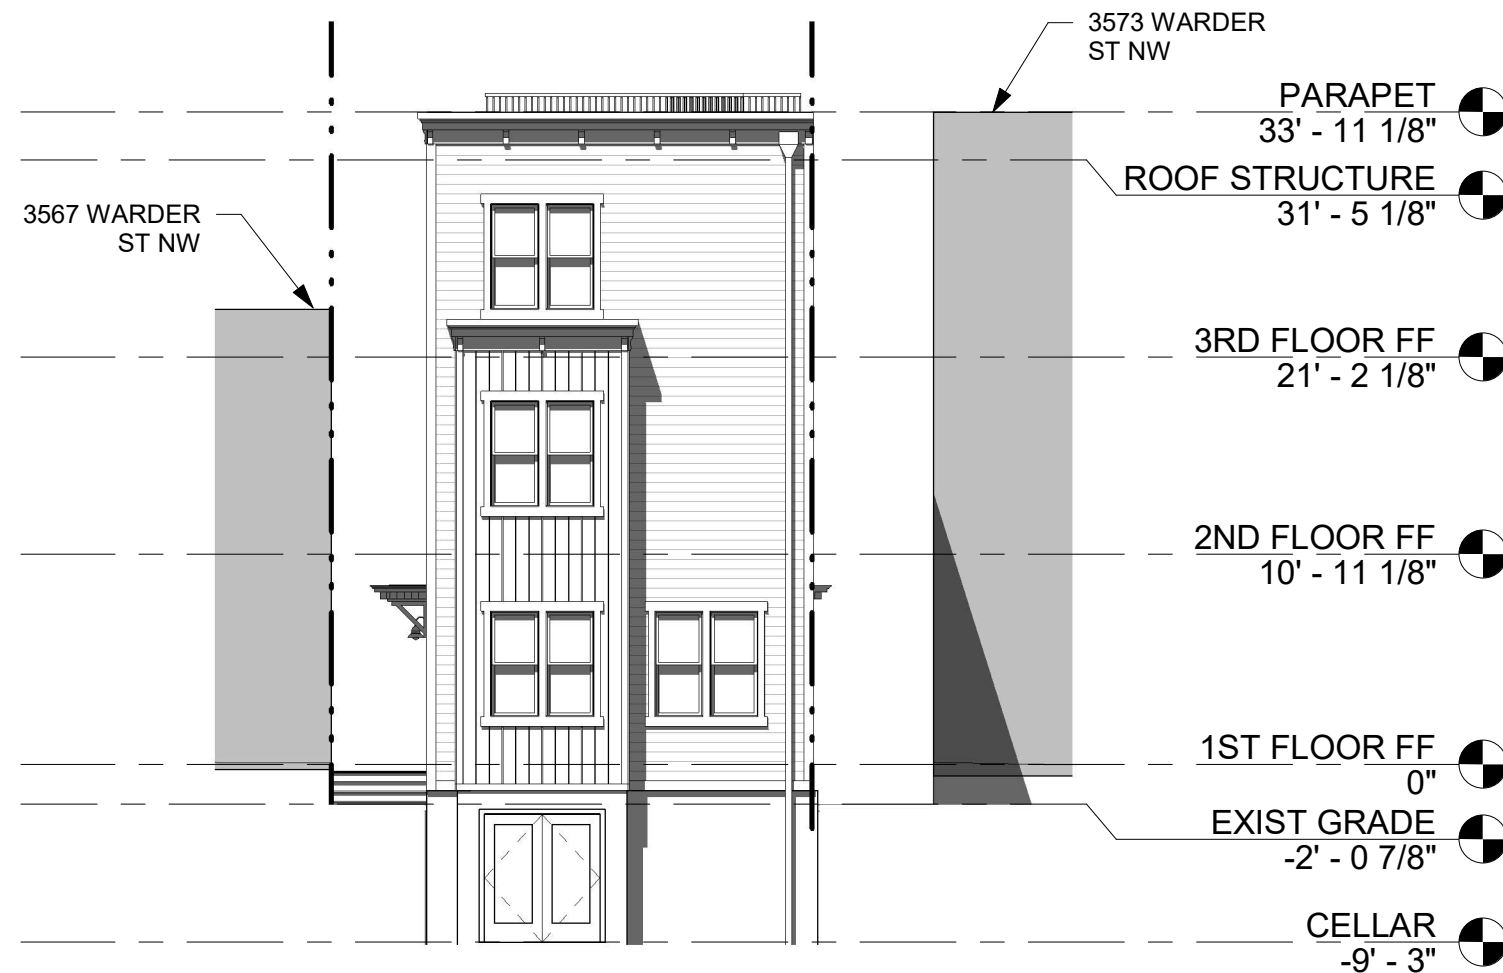 3573 WARDER
ST NW
PARAPET
33' - 11 1/8"
ROOF STRUCTURE
31' - 5 1/8"
3567 WARDER
ST NW
3RD FLOOR FF
21' - 2 1/8"
2ND FLOOR FF
10' - 11 1/8"
1ST FLOOR FF
0"
EXIST GRADE
-2' - 0 7/8"
CELLAR
-9' - 3"